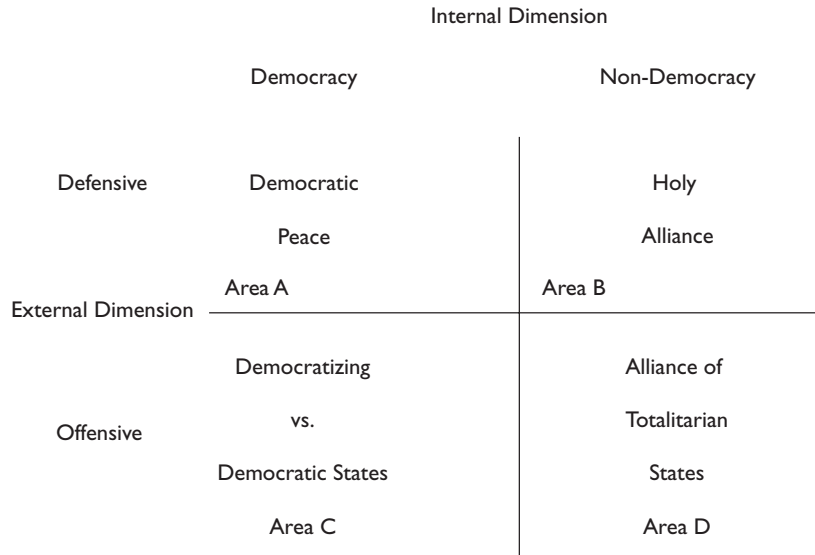 Internal Dimension
Democracy Non-Democracy
Defensive Democratic Holy
Peace Alliance
Area A Area B
External Dimension
Democratizing Alliance of
Offensive vs. Totalitarian
Democratic States States
Area C Area D